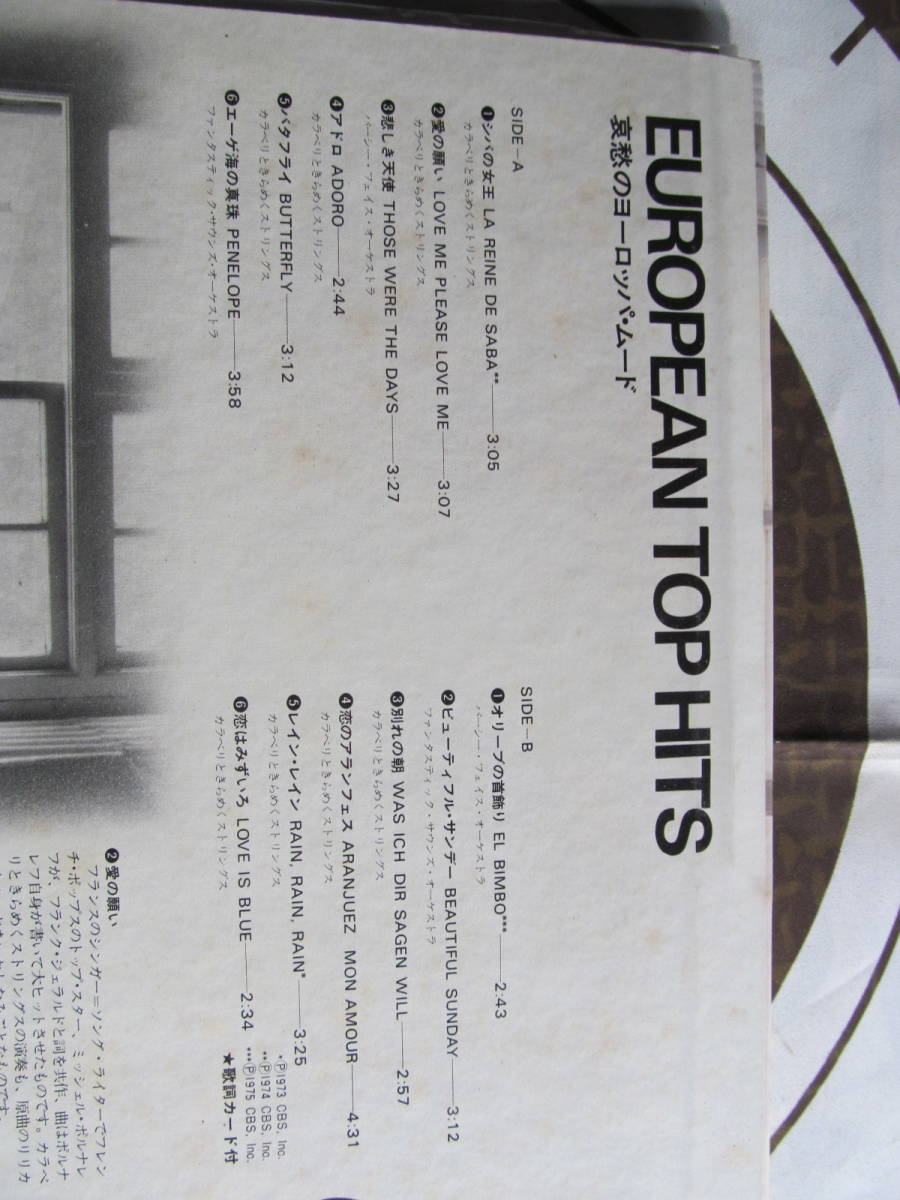 EUROPEAN TOP HITS
哀愁のヨーロッパ・ムード
SIDE—A
❶シバの女王 LA REINE DE SABA**——3:05
カラベリときらめくストリングス
❷愛の願い LOVE ME PLEASE LOVE ME——3:07
カラベリときらめくストリングス
❸悲しき天使 THOSE WERE THE DAYS——3:27
パーシー・フェイス・オーケストラ
❹アドロ ADORO——2:44
カラベリときらめくストリングス
❺バタフライ BUTTERFLY——3:12
カラベリときらめくストリングス
❻エーゲ海の真珠 PENELOPE——3:58
ファンタスティック・サウンズ・オーケストラ
SIDE—B
❶オリーブの首飾り EL BIMBO***——2:43
パーシー・フェイス・オーケストラ
❷ビューティフル・サンデー BEAUTIFUL SUNDAY——3:12
ファンタスティック・サウンズ・オーケストラ
❸別れの朝 WAS ICH DIR SAGEN WILL——2:57
カラベリときらめくストリングス
❹恋のアランフェス ARANJUEZ MON AMOUR——4:31
カラベリときらめくストリングス
❺レイン・レイン RAIN, RAIN, RAIN*——3:25
カラベリときらめくストリングス
❻恋はみずいろ LOVE IS BLUE——2:34
カラベリときらめくストリングス
*Ⓟ1973 CBS, Inc.
**Ⓟ1974 CBS, Inc.
***Ⓟ1975 CBS, Inc.
★歌詞カード付
❷愛の願い
フランスのシンガー=ソング・ライターでフレン
チ・ポップスのトップ・スター、ミッシェル・ポルナレ
フが、フランク・ジェラルドと詞を共作、曲はポルナ
レフ自身が書いて大ヒットさせたものです。カラベ
リときらめくストリングスの演奏も、原曲のリリカ